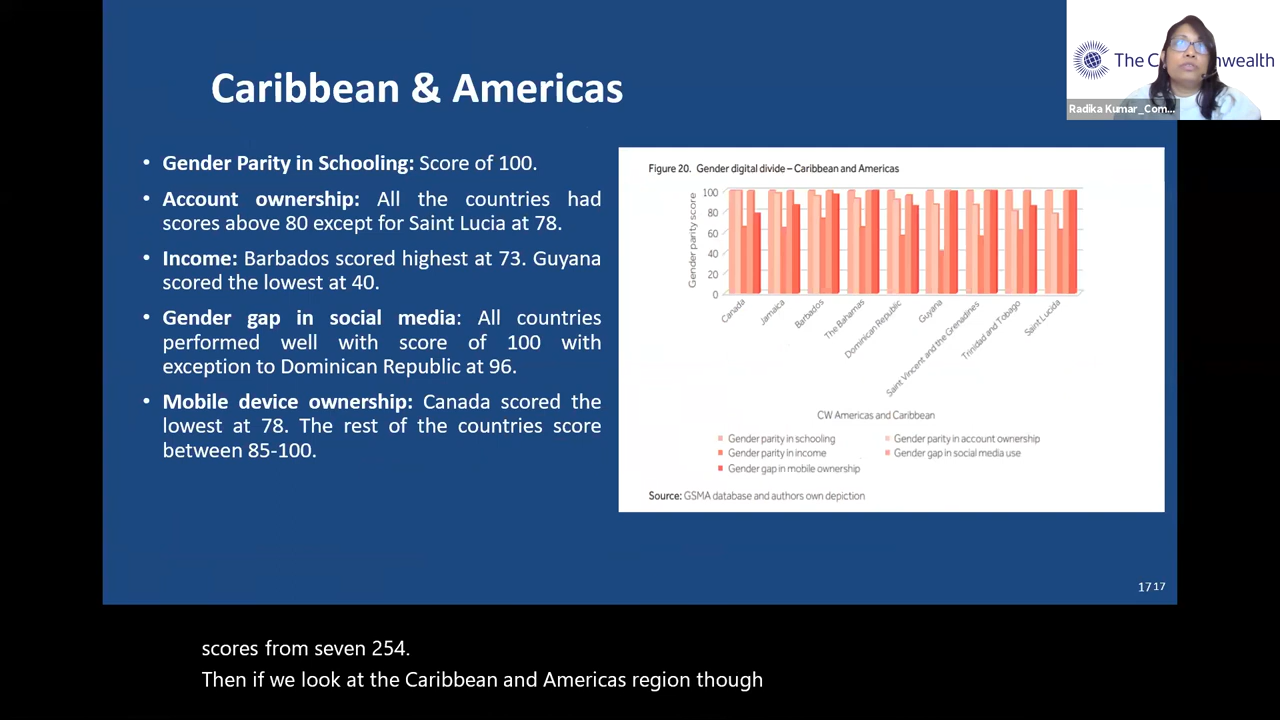 Caribbean & Americas
• Gender Parity in Schooling: Score of 100.
• Account ownership: All the countries had
scores above 80 except for Saint Lucia at 78.
• Income: Barbados scored highest at 73. Guyana
scored the lowest at 40.
• Gender gap in social media: All countries
performed well with score of 100 with
exception to Dominican Republic at 96.
• Mobile device ownership: Canada scored the
lowest at 78. The rest of the countries score
between 85-100.
Figure 20. Gender digital divide – Caribbean and Americas
Gender parity score
100
80
60
40
20
0
Canada
Jamaica
Barbados
The Bahamas
Dominican Republic
Guyana
Saint Vincent and the Grenadines
Trinidad and Tobago
Saint Lucida
CW Americas and Caribbean
Gender parity in schooling
Gender parity in account ownership
Gender parity in income
Gender gap in social media use
Gender gap in mobile ownership
Source: GSMA database and authors own depiction
17 17
The C nwealth
Radika Kumar_Com...
scores from seven 254.
Then if we look at the Caribbean and Americas region though